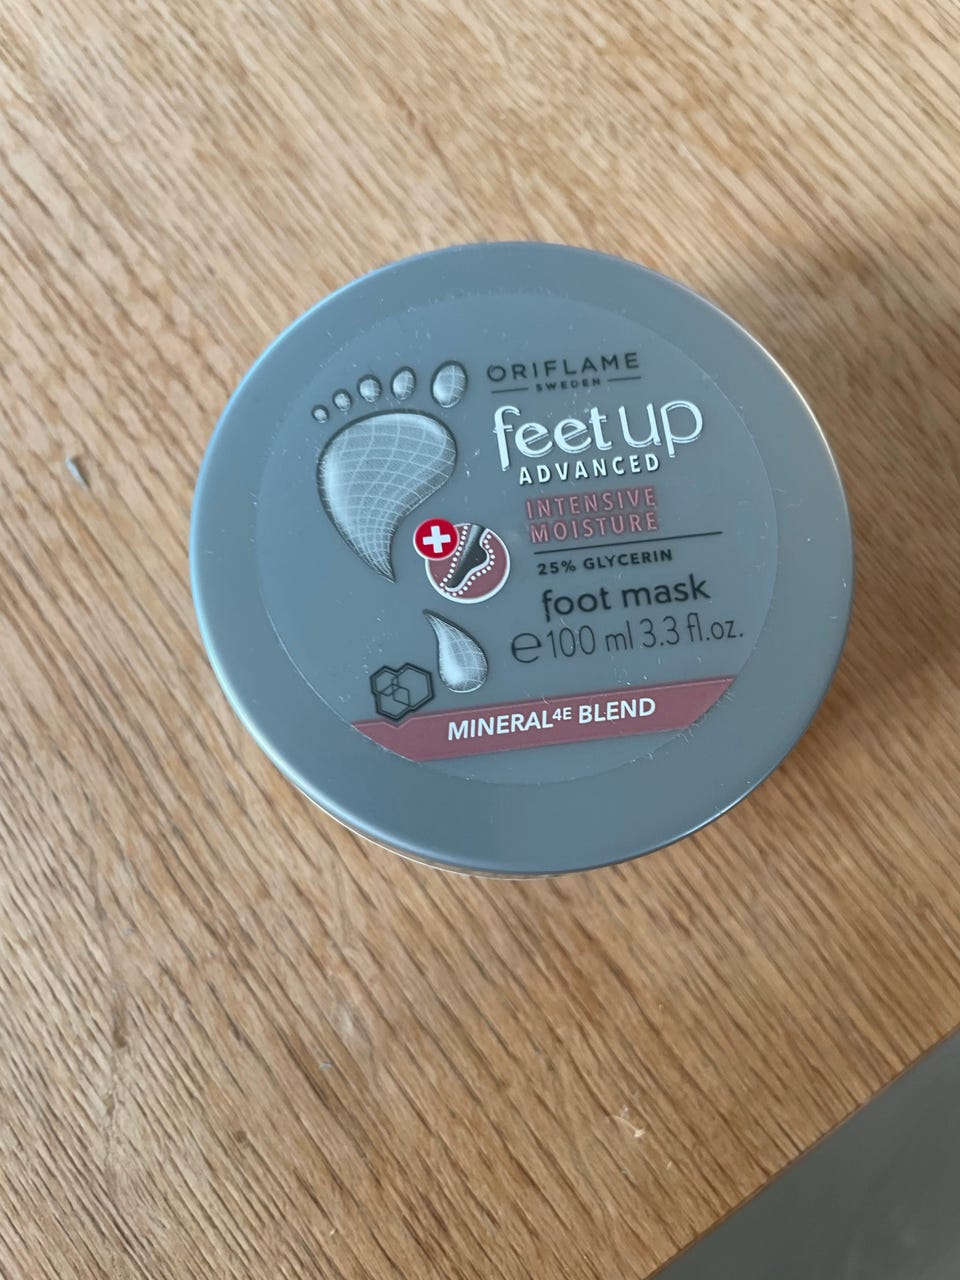 ORIFLAME
SWEDEN
feet up
ADVANCED
INTENSIVE
MOISTURE
25% GLYCERIN
foot mask
e 100 ml 3.3 fl.oz.
MINERAL4E BLEND